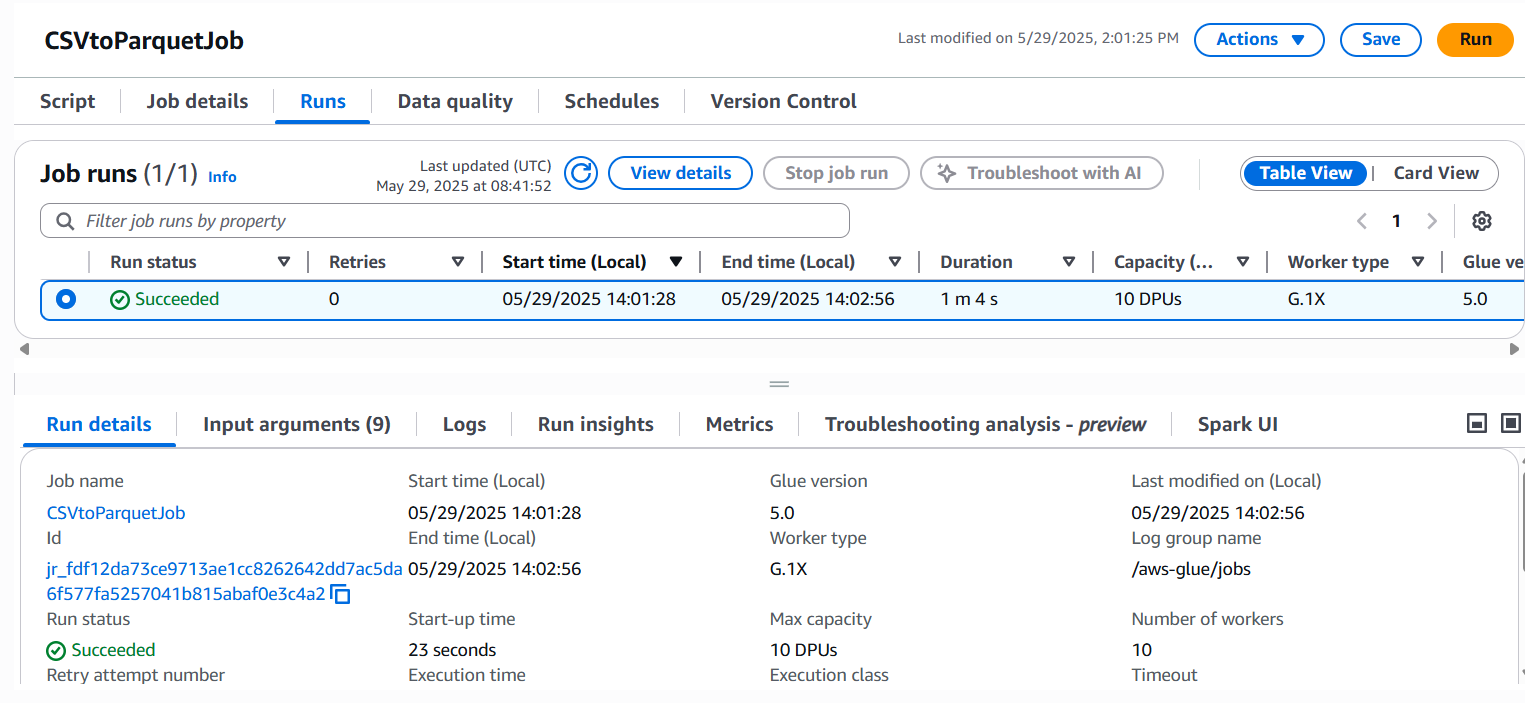 CSVtoParquetJob
Last modified on 5/29/2025, 2:01:25 PM
Actions
Save
Run
Script
Job details
Runs
Data quality
Schedules
Version Control
Job runs (1/1) Info
Last updated (UTC)
May 29, 2025 at 08:41:52
View details
Stop job run
Troubleshoot with AI
Table View
Card View
Filter job runs by property
1
Run status Retries Start time (Local) End time (Local) Duration Capacity (... Worker type Glue ve
Succeeded 0 05/29/2025 14:01:28 05/29/2025 14:02:56 1 m 4 s 10 DPUs G.1X 5.0
Run details
Input arguments (9)
Logs
Run insights
Metrics
Troubleshooting analysis - preview
Spark UI
Job name Start time (Local) Glue version Last modified on (Local)
CSVtoParquetJob 05/29/2025 14:01:28 5.0 05/29/2025 14:02:56
Id End time (Local) Worker type Log group name
jr_fdf12da73ce9713ae1cc8262642dd7ac5da 05/29/2025 14:02:56 G.1X /aws-glue/jobs
6f577fa5257041b815abaf0e3c4a2
Run status Start-up time Max capacity Number of workers
Succeeded 23 seconds 10 DPUs 10
Retry attempt number Execution time Execution class Timeout